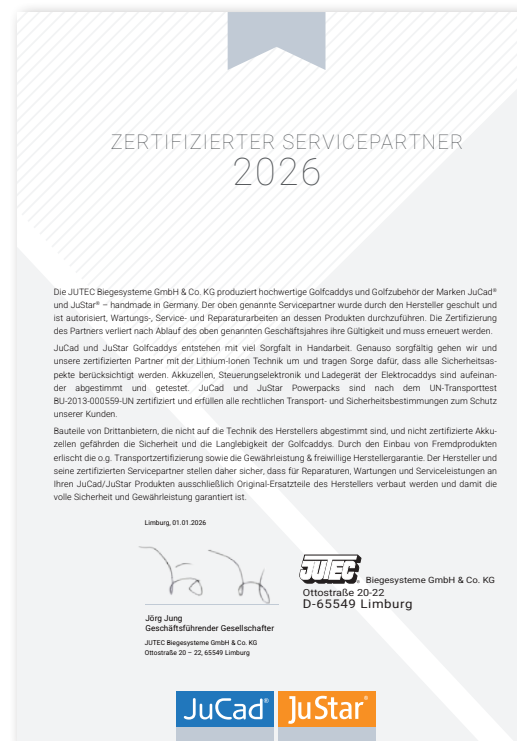 ZERTIFIZIERTER SERVICEPARTNER
2026
Die JUTEC Biegesysteme GmbH & Co. KG produziert hochwertige Golfcaddys und Golfzubehör der Marken JuCad®
und JuStar® – handmade in Germany. Der oben genannte Servicepartner wurde durch den Hersteller geschult und
ist autorisiert, Wartungs-, Service- und Reparaturarbeiten an dessen Produkten durchzuführen. Die Zertifizierung
des Partners verliert nach Ablauf des oben genannten Geschäftsjahres ihre Gültigkeit und muss erneuert werden.
JuCad und JuStar Golfcaddys entstehen mit viel Sorgfalt in Handarbeit. Genauso sorgfältig gehen wir und
unsere zertifizierten Partner mit der Lithium-Ionen Technik um und tragen Sorge dafür, dass alle Sicherheitsas-
pekte berücksichtigt werden. Akkuzellen, Steuerungselektronik und Ladegerät der Elektrocaddys sind aufeinan-
der abgestimmt und getestet. JuCad und JuStar Powerpacks sind nach dem UN-Transporttest
BU-2013-000559-UN zertifiziert und erfüllen alle rechtlichen Transport- und Sicherheitsbestimmungen zum Schutz
unserer Kunden.
Bauteile von Drittanbietern, die nicht auf die Technik des Herstellers abgestimmt sind, und nicht zertifizierte Akku-
zellen gefährden die Sicherheit und die Langlebigkeit der Golfcaddys. Durch den Einbau von Fremdprodukten
erlischt die o.g. Transportzertifizierung sowie die Gewährleistung & freiwillige Herstellergarantie. Der Hersteller und
seine zertifizierten Servicepartner stellen daher sicher, dass für Reparaturen, Wartungen und Serviceleistungen an
Ihren JuCad/JuStar Produkten ausschließlich Original-Ersatzteile des Herstellers verbaut werden und damit die
volle Sicherheit und Gewährleistung garantiert ist.
Limburg, 01.01.2026
JUTEC® Biegesysteme GmbH & Co. KG
Ottostraße 20-22
D-65549 Limburg
Jörg Jung
Geschäftsführender Gesellschafter
JUTEC Biegesysteme GmbH & Co. KG
Ottostraße 20 – 22, 65549 Limburg
JuCad® JuStar®